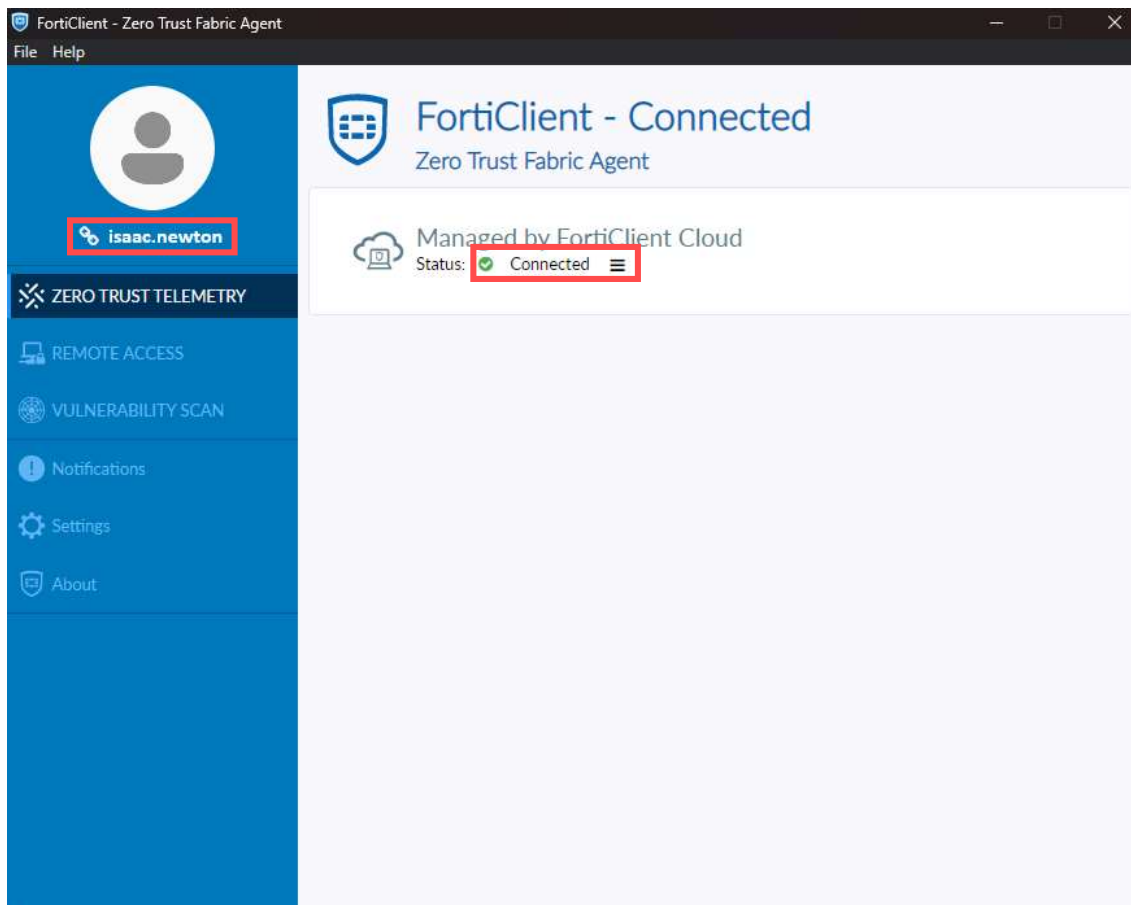 FortiClient - Zero Trust Fabric Agent
File Help
isaac.newton
ZERO TRUST TELEMETRY
REMOTE ACCESS
VULNERABILITY SCAN
Notifications
Settings
About
FortiClient - Connected
Zero Trust Fabric Agent
Managed by FortiClient Cloud
Status: Connected